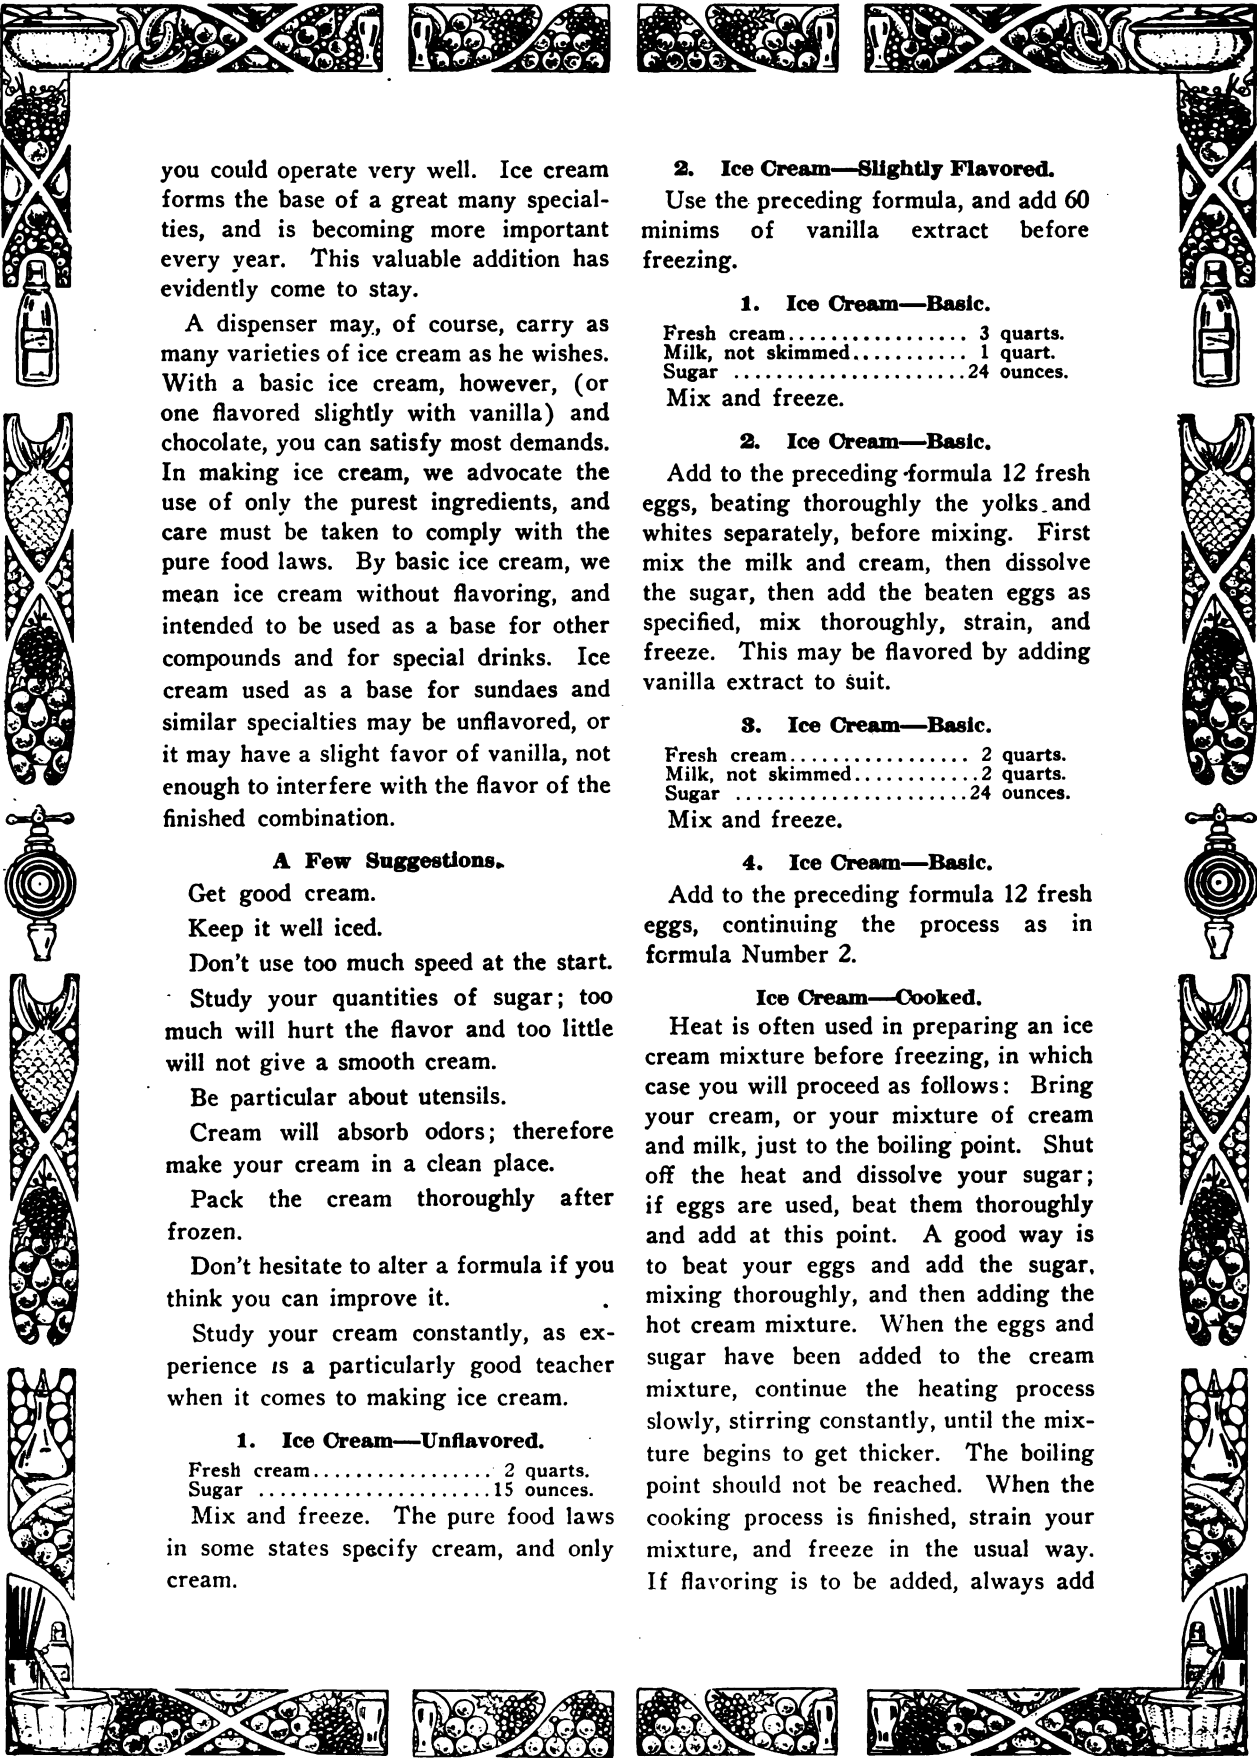 you could operate very well. Ice cream
forms the base of a great many special-
ties, and is becoming more important
every year. This valuable addition has
evidently come to stay.
A dispenser may, of course, carry as
many varieties of ice cream as he wishes.
With a basic ice cream, however, (or
one flavored slightly with vanilla) and
chocolate, you can satisfy most demands.
In making ice cream, we advocate the
use of only the purest ingredients, and
care must be taken to comply with the
pure food laws. By basic ice cream, we
mean ice cream without flavoring, and
intended to be used as a base for other
compounds and for special drinks. Ice
cream used as a base for sundaes and
similar specialties may be unflavored, or
it may have a slight favor of vanilla, not
enough to interfere with the flavor of the
finished combination.
A Few Suggestions.
Get good cream.
Keep it well iced.
Don't use too much speed at the start.
Study your quantities of sugar; too
much will hurt the flavor and too little
will not give a smooth cream.
Be particular about utensils.
Cream will absorb odors; therefore
make your cream in a clean place.
Pack the cream thoroughly after
frozen.
Don't hesitate to alter a formula if you
think you can improve it.
Study your cream constantly, as ex-
perience is a particularly good teacher
when it comes to making ice cream.
1. Ice Cream—Unflavored.
Fresh cream................. 2 quarts.
Sugar ......................15 ounces.
Mix and freeze. The pure food laws
in some states specify cream, and only
cream.
2. Ice Cream—Slightly Flavored.
Use the preceding formula, and add 60
minims of vanilla extract before
freezing.
1. Ice Cream—Basic.
Fresh cream................. 3 quarts.
Milk, not skimmed........... 1 quart.
Sugar ......................24 ounces.
Mix and freeze.
2. Ice Cream—Basic.
Add to the preceding formula 12 fresh
eggs, beating thoroughly the yolks and
whites separately, before mixing. First
mix the milk and cream, then dissolve
the sugar, then add the beaten eggs as
specified, mix thoroughly, strain, and
freeze. This may be flavored by adding
vanilla extract to suit.
3. Ice Cream—Basic.
Fresh cream................. 2 quarts.
Milk, not skimmed............2 quarts.
Sugar ......................24 ounces.
Mix and freeze.
4. Ice Cream—Basic.
Add to the preceding formula 12 fresh
eggs, continuing the process as in
formula Number 2.
Ice Cream—Cooked.
Heat is often used in preparing an ice
cream mixture before freezing, in which
case you will proceed as follows: Bring
your cream, or your mixture of cream
and milk, just to the boiling point. Shut
off the heat and dissolve your sugar;
if eggs are used, beat them thoroughly
and add at this point. A good way is
to beat your eggs and add the sugar,
mixing thoroughly, and then adding the
hot cream mixture. When the eggs and
sugar have been added to the cream
mixture, continue the heating process
slowly, stirring constantly, until the mix-
ture begins to get thicker. The boiling
point should not be reached. When the
cooking process is finished, strain your
mixture, and freeze in the usual way.
If flavoring is to be added, always add